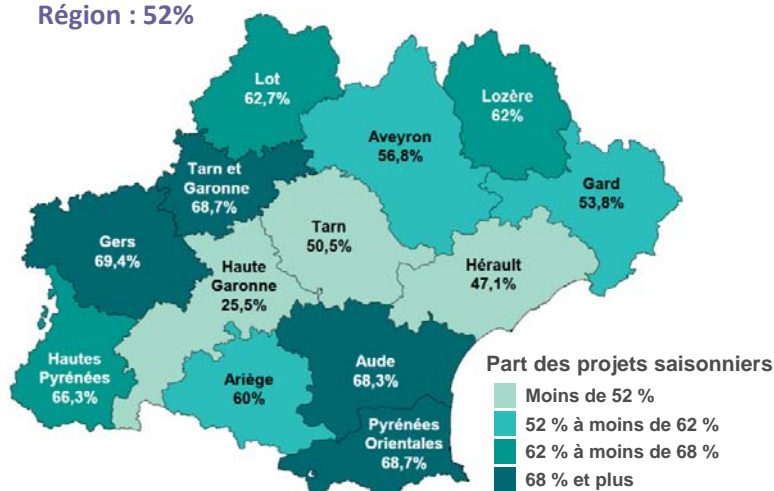 Région : 52%
Lot
62,7%
Lozère
62%
Aveyron
56,8%
Tarn et
Garonne
68,7%
Gard
53,8%
Tarn
50,5%
Gers
69,4%
Haute
Garonne
25,5%
Hérault
47,1%
Hautes
Pyrénées
66,3%
Ariège
60%
Aude
68,3%
Pyrénées
Orientales
68,7%
Part des projets saisonniers
Moins de 52 %
52 % à moins de 62 %
62 % à moins de 68 %
68 % et plus